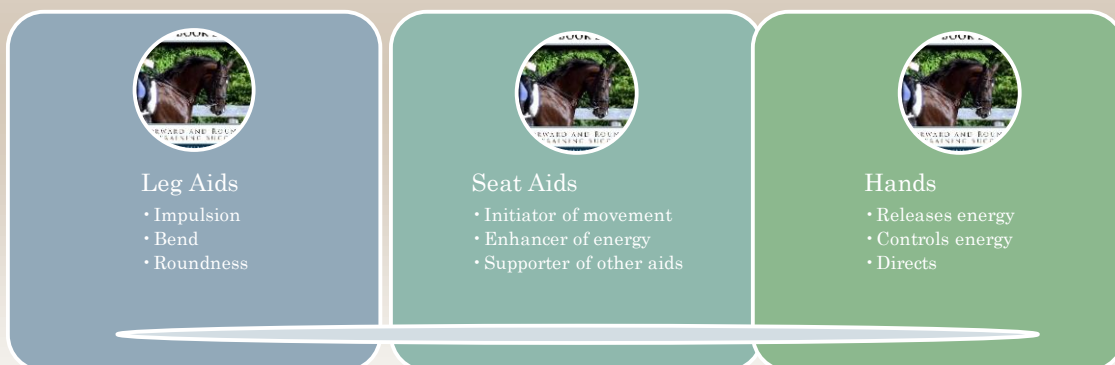 Leg Aids
• Impulsion
• Bend
• Roundness
Seat Aids
• Initiator of movement
• Enhancer of energy
• Supporter of other aids
Hands
• Releases energy
• Controls energy
• Directs